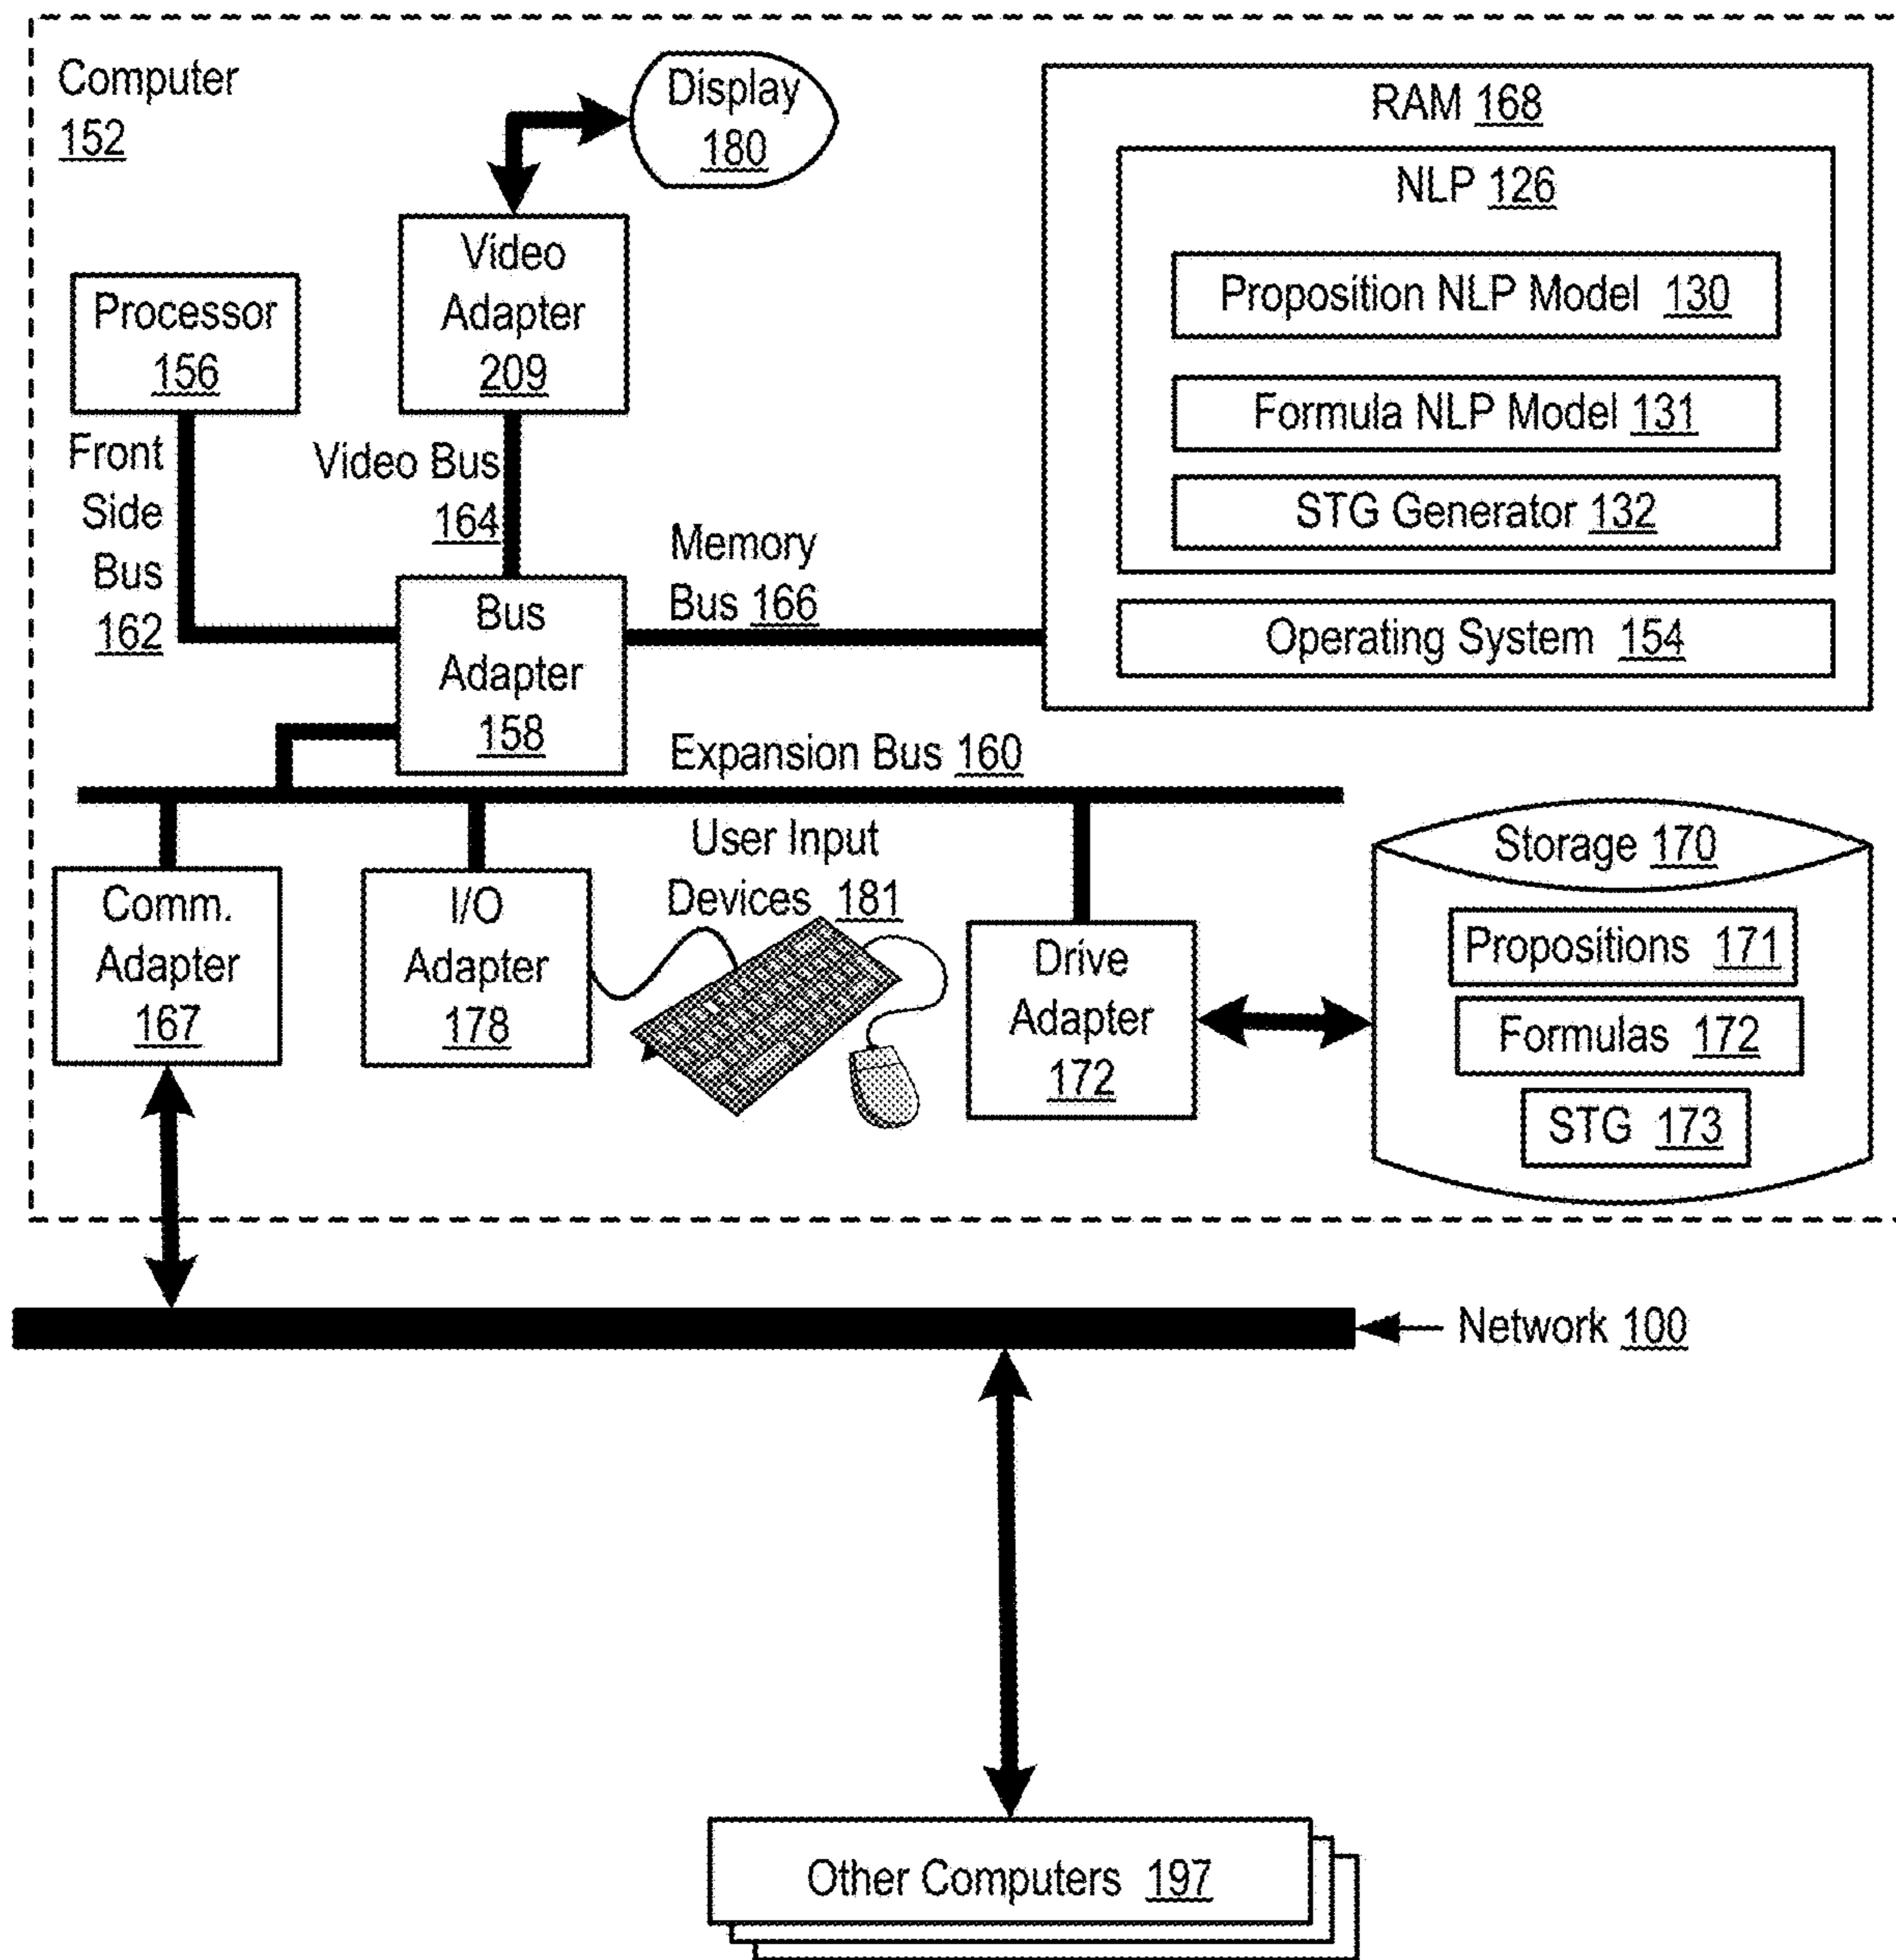 Computer
152
Display
180
RAM 168
NLP 126
Proposition NLP Model 130
Formula NLP Model 131
STG Generator 132
Operating System 154
Video
Adapter
209
Processor
156
Front
Side
Bus
162
Video Bus
164
Memory
Bus 166
Bus
Adapter
158
Expansion Bus 160
Comm.
Adapter
167
I/O
Adapter
178
User Input
Devices 181
Drive
Adapter
172
Storage 170
Propositions 171
Formulas 172
STG 173
Network 100
Other Computers 197